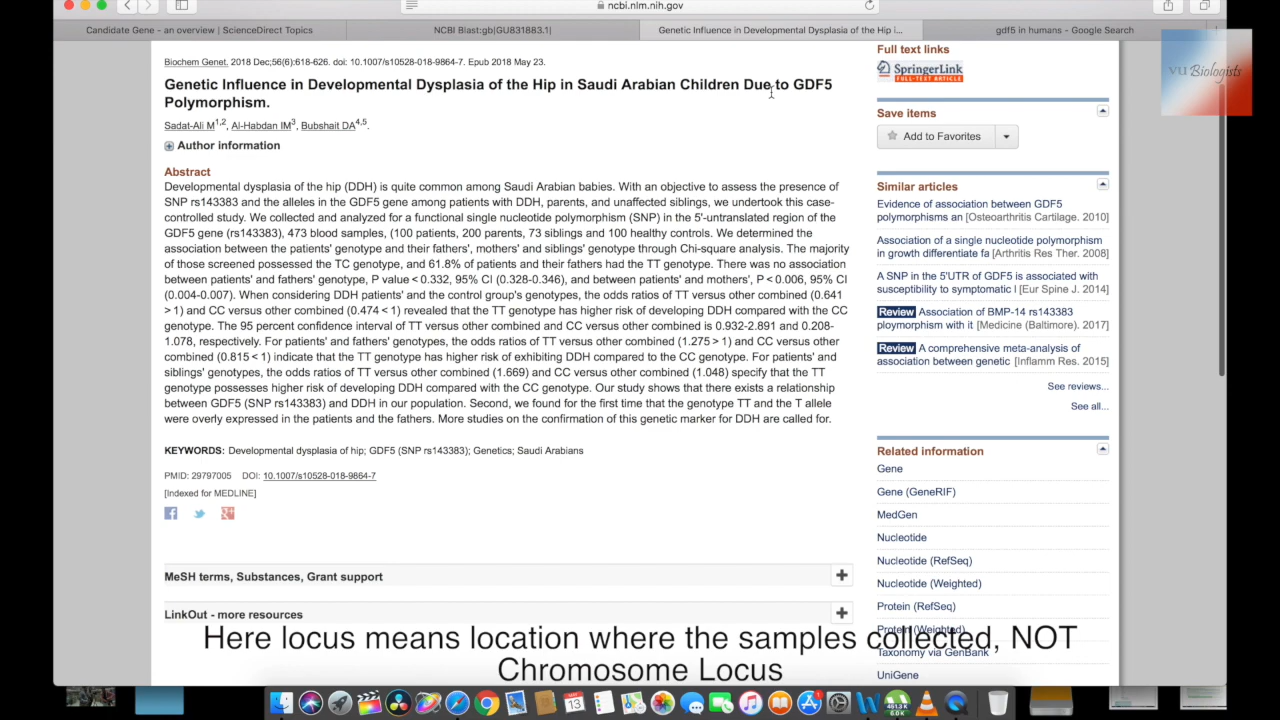 ncbi.nlm.nih.gov
Candidate Gene - an overview | ScienceDirect Topics
NCBI Blast:gb|GU831883.1|
Genetic Influence in Developmental Dysplasia of the Hip i...
gdf5 in humans - Google Search
vu Biologists
Biochem Genet. 2018 Dec;56(6):618-626. doi: 10.1007/s10528-018-9864-7. Epub 2018 May 23.
Genetic Influence in Developmental Dysplasia of the Hip in Saudi Arabian Children Due to GDF5
Polymorphism.
Sadat-Ali M1,2, Al-Habdan IM3, Bubshait DA4,5.
Author information
Abstract
Developmental dysplasia of the hip (DDH) is quite common among Saudi Arabian babies. With an objective to assess the presence of
SNP rs143383 and the alleles in the GDF5 gene among patients with DDH, parents, and unaffected siblings, we undertook this case-
controlled study. We collected and analyzed for a functional single nucleotide polymorphism (SNP) in the 5'-untranslated region of the
GDF5 gene (rs143383), 473 blood samples, (100 patients, 200 parents, 73 siblings and 100 healthy controls. We determined the
association between the patients' genotype and their fathers', mothers' and siblings' genotype through Chi-square analysis. The majority
of those screened possessed the TC genotype, and 61.8% of patients and their fathers had the TT genotype. There was no association
between patients' and fathers' genotype, P value < 0.332, 95% CI (0.328-0.346), and between patients' and mothers', P < 0.006, 95% CI
(0.004-0.007). When considering DDH patients' and the control group's genotypes, the odds ratios of TT versus other combined (0.641
> 1) and CC versus other combined (0.474 < 1) revealed that the TT genotype has higher risk of developing DDH compared with the CC
genotype. The 95 percent confidence interval of TT versus other combined and CC versus other combined is 0.932-2.891 and 0.208-
1.078, respectively. For patients' and fathers' genotypes, the odds ratios of TT versus other combined (1.275 > 1) and CC versus other
combined (0.815 < 1) indicate that the TT genotype has higher risk of exhibiting DDH compared to the CC genotype. For patients' and
siblings' genotypes, the odds ratios of TT versus other combined (1.669) and CC versus other combined (1.048) specify that the TT
genotype possesses higher risk of developing DDH compared with the CC genotype. Our study shows that there exists a relationship
between GDF5 (SNP rs143383) and DDH in our population. Second, we found for the first time that the genotype TT and the T allele
were overly expressed in the patients and the fathers. More studies on the confirmation of this genetic marker for DDH are called for.
KEYWORDS: Developmental dysplasia of hip; GDF5 (SNP rs143383); Genetics; Saudi Arabians
PMID: 29797005 DOI: 10.1007/s10528-018-9864-7
[Indexed for MEDLINE]
MeSH terms, Substances, Grant support
LinkOut - more resources
Full text links
SpringerLink
FULL-TEXT ARTICLE
Save items
Add to Favorites
Similar articles
Evidence of association between GDF5
polymorphisms an [Osteoarthritis Cartilage. 2010]
Association of a single nucleotide polymorphism
in growth differentiate fa [Arthritis Res Ther. 2008]
A SNP in the 5'UTR of GDF5 is associated with
susceptibility to symptomatic l [Eur Spine J. 2014]
Review Association of BMP-14 rs143383
ploymorphism with it [Medicine (Baltimore). 2017]
Review A comprehensive meta-analysis of
association between genetic [Inflamm Res. 2015]
See reviews...
See all...
Related information
Gene
Gene (GeneRIF)
MedGen
Nucleotide
Nucleotide (RefSeq)
Nucleotide (Weighted)
Protein (RefSeq)
Protein (Weighted)
Taxonomy via GenBank
UniGene
Here locus means location where the samples collected, NOT
Chromosome Locus
SEP
13